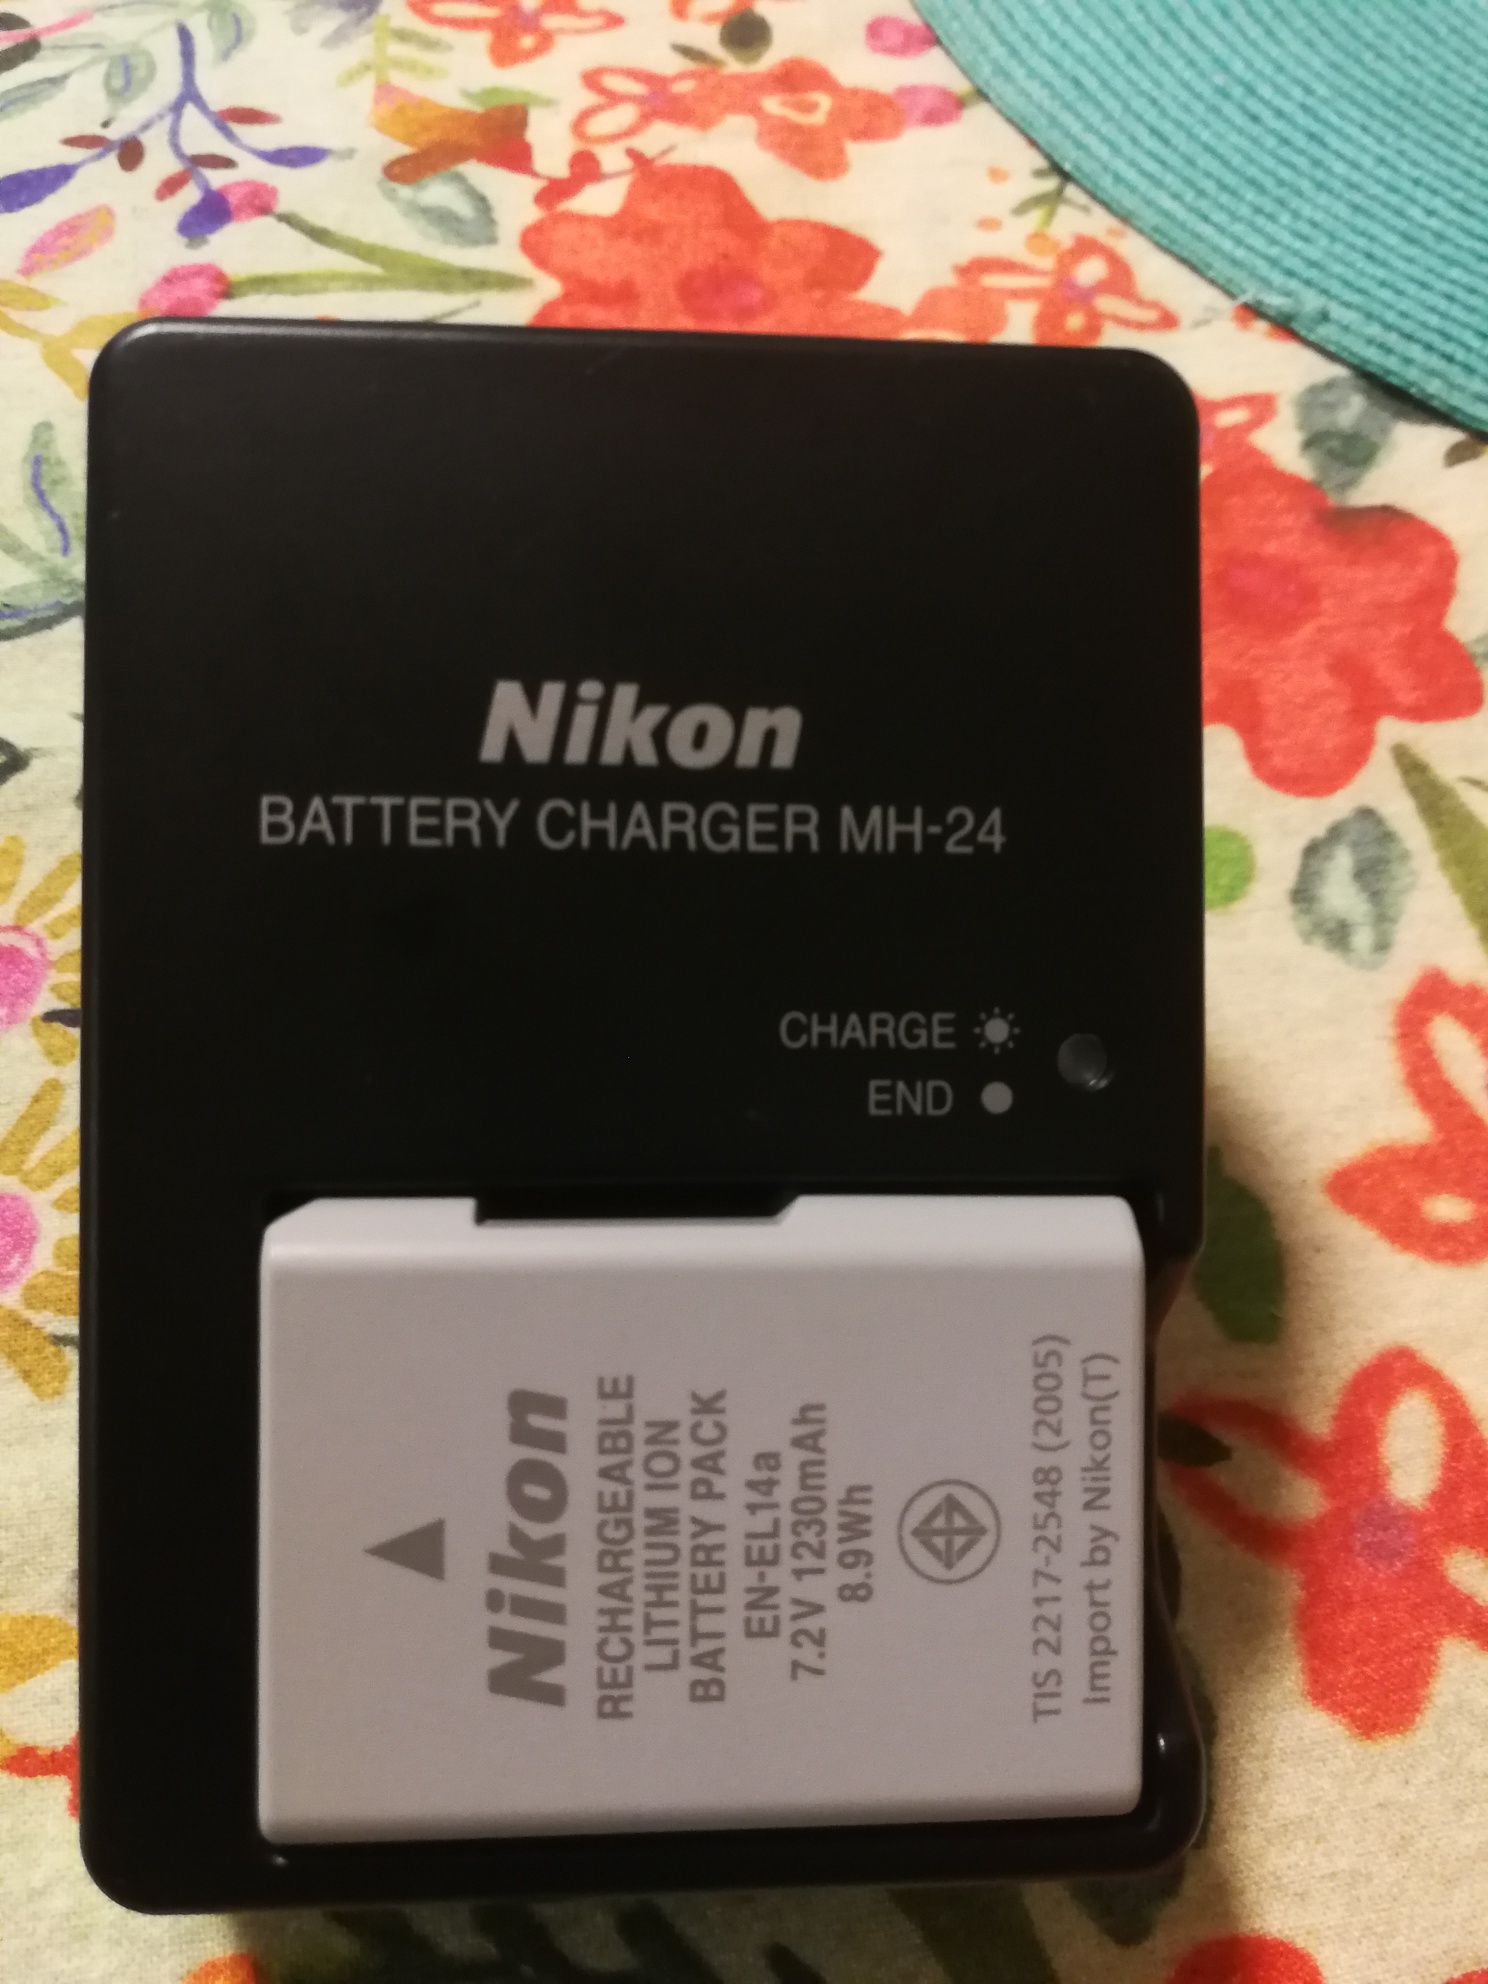 Nikon
BATTERY CHARGER MH-24
CHARGE
END
Nikon
RECHARGEABLE
LITHIUM ION
BATTERY PACK
EN-EL14a
7.2V 1230mAh
8.9Wh
TIS 2217-2548 (2005)
Import by Nikon(T)